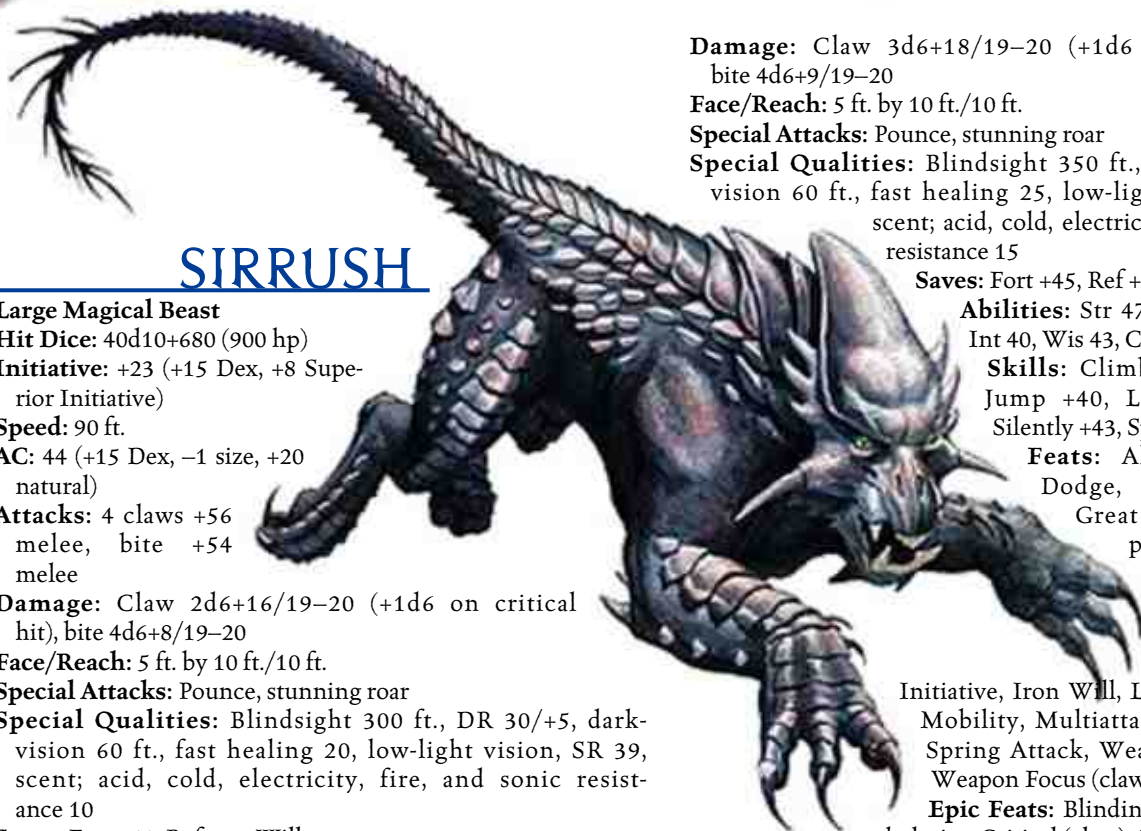 SIRRUSH
Large Magical Beast
Hit Dice: 40d10+680 (900 hp)
Initiative: +23 (+15 Dex, +8 Supe-
rior Initiative)
Speed: 90 ft.
AC: 44 (+15 Dex, –1 size, +20
natural)
Attacks: 4 claws +56
melee, bite +54
melee
Damage: Claw 2d6+16/19–20 (+1d6 on critical
hit), bite 4d6+8/19–20
Face/Reach: 5 ft. by 10 ft./10 ft.
Special Attacks: Pounce, stunning roar
Special Qualities: Blindsight 300 ft., DR 30/+5, dark-
vision 60 ft., fast healing 20, low-light vision, SR 39,
scent; acid, cold, electricity, fire, and sonic resist-
ance 10
Damage: Claw 3d6+18/19–20 (+1d6
bite 4d6+9/19–20
Face/Reach: 5 ft. by 10 ft./10 ft.
Special Attacks: Pounce, stunning roar
Special Qualities: Blindsight 350 ft.,
vision 60 ft., fast healing 25, low-lig
scent; acid, cold, electric
resistance 15
Saves: Fort +45, Ref +
Abilities: Str 47
Int 40, Wis 43, C
Skills: Climb
Jump +40, L
Silently +43, S
Feats: Al
Dodge,
Great
p
Initiative, Iron Will, L
Mobility, Multiatta
Spring Attack, Wea
Weapon Focus (claw
Epic Feats: Blindin